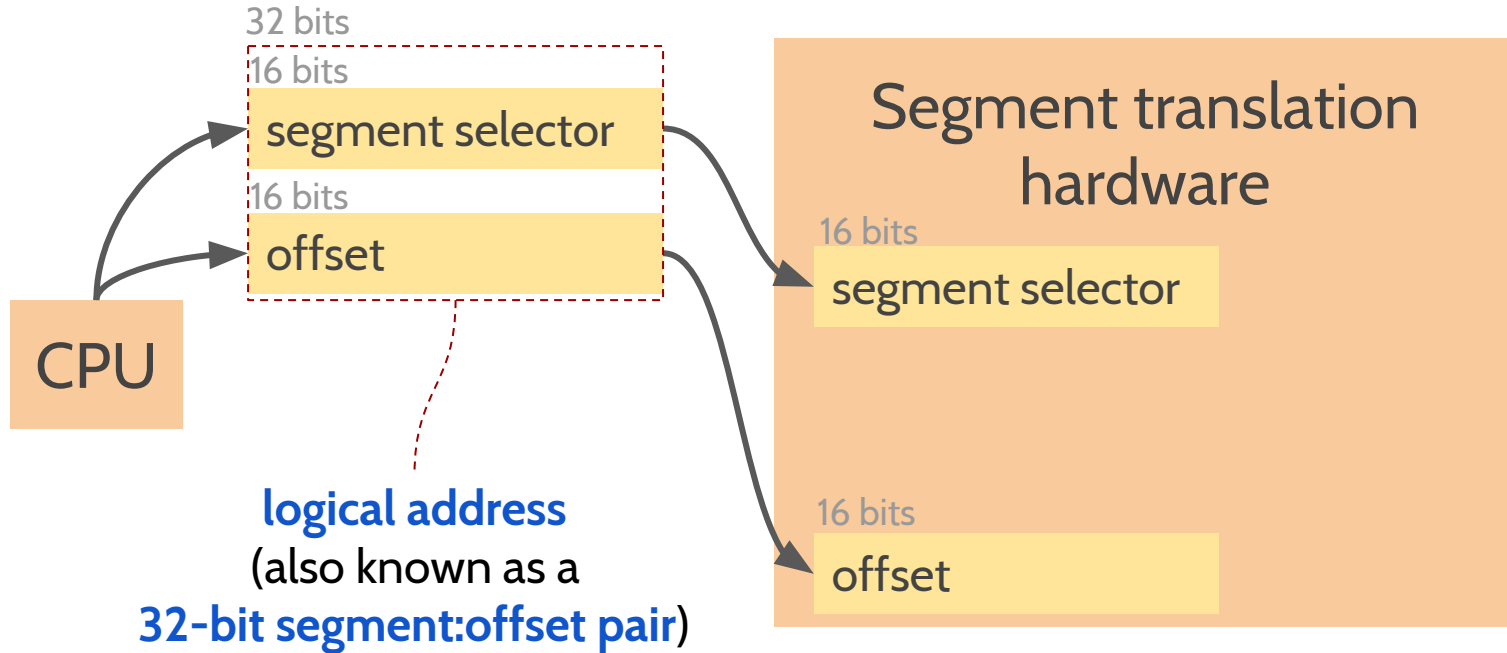 32 bits
16 bits
segment selector
16 bits
offset
CPU
logical address
(also known as a
32-bit segment:offset pair)
Segment translation
hardware
16 bits
segment selector
16 bits
offset